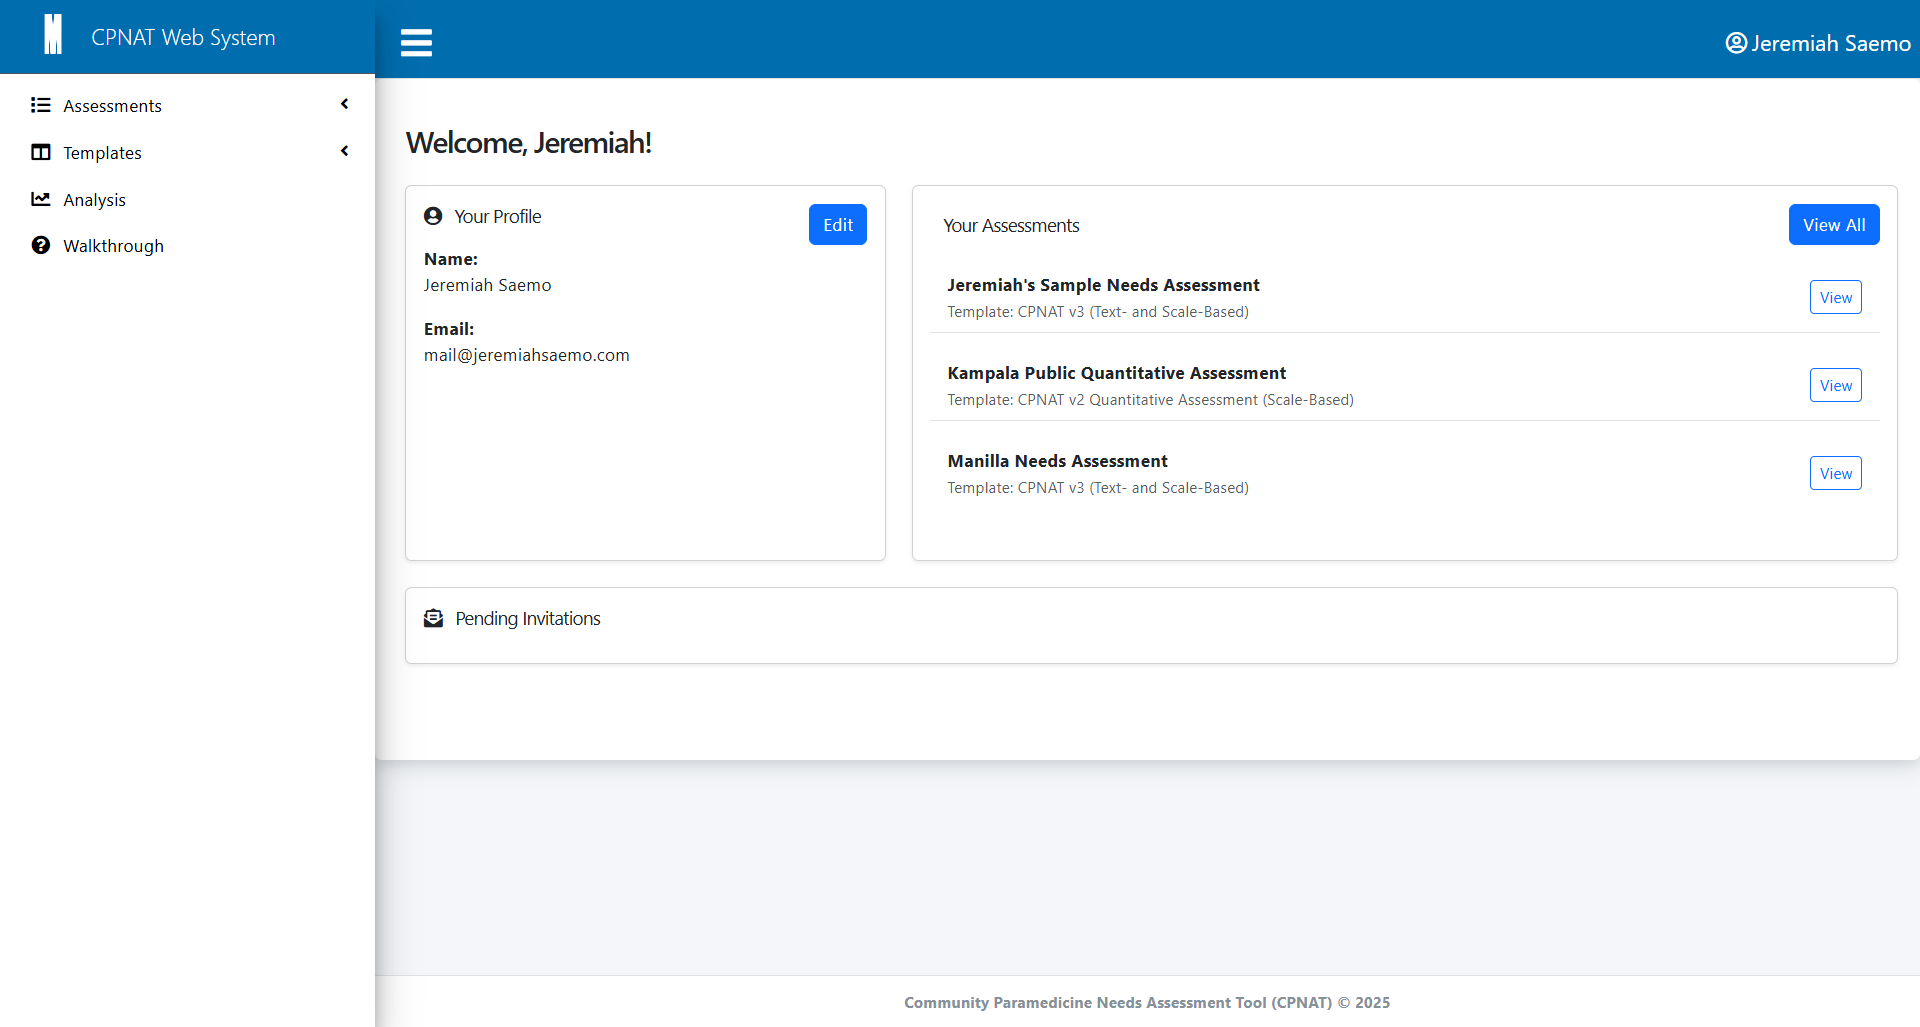 CPNAT Web System
Jeremiah Saemo
Assessments
Templates
Analysis
Walkthrough
Welcome, Jeremiah!
Your Profile
Edit
Name:
Jeremiah Saemo
Email:
mail@jeremiahsaemo.com
Your Assessments
View All
Jeremiah's Sample Needs Assessment
Template: CPNAT v3 (Text- and Scale-Based)
View
Kampala Public Quantitative Assessment
Template: CPNAT v2 Quantitative Assessment (Scale-Based)
View
Manilla Needs Assessment
Template: CPNAT v3 (Text- and Scale-Based)
View
Pending Invitations
Community Paramedicine Needs Assessment Tool (CPNAT) © 2025